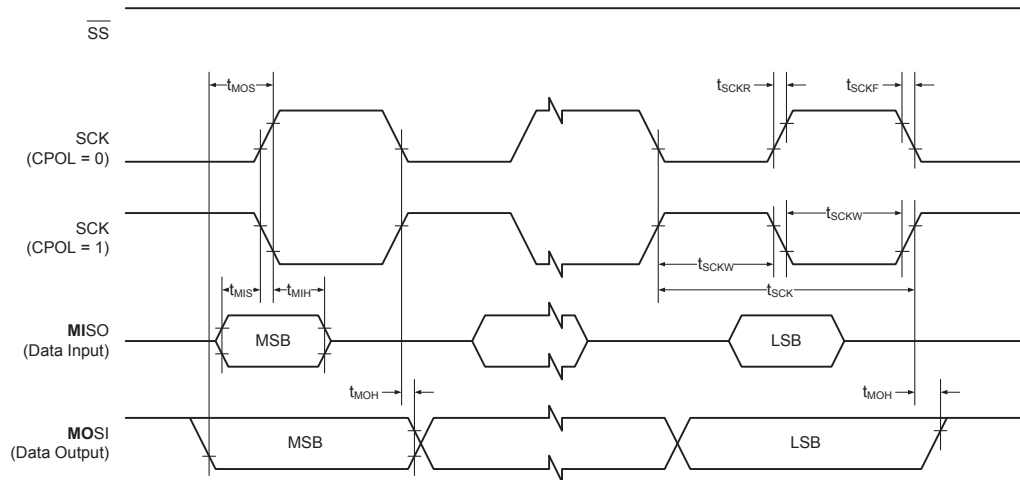 SS
tMOS
tSCKR
tSCKF
SCK
(CPOL = 0)
SCK
(CPOL = 1)
tSCKW
tSCKW
tSCK
tMIS
tMIH
MISO
(Data Input)
MSB
LSB
tMOH
tMOH
MOSI
(Data Output)
MSB
LSB